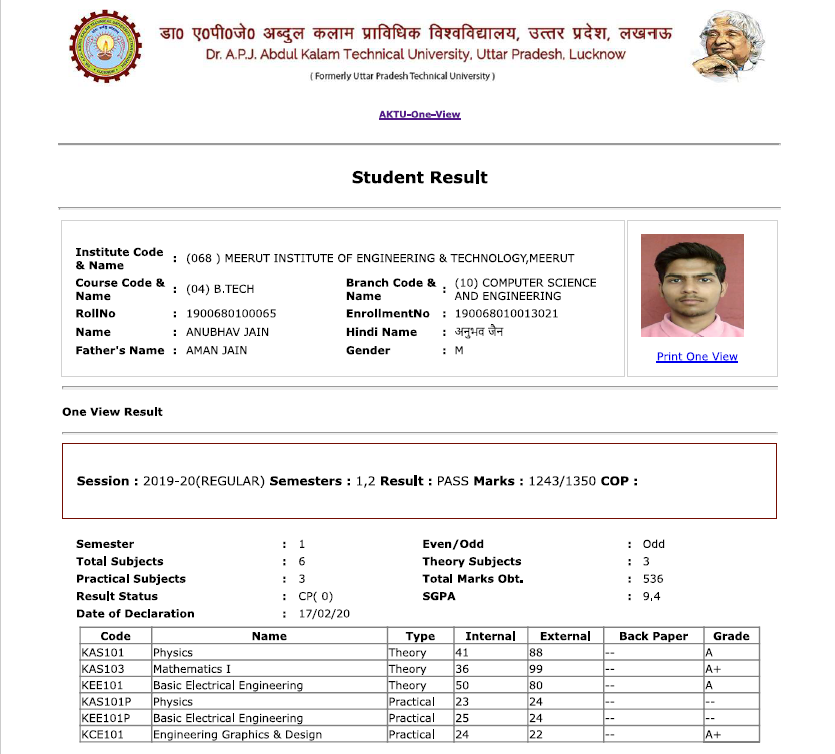 डा0 ए0पी0जे0 अब्दुल कलाम प्राविधिक विश्वविद्यालय, उत्तर प्रदेश, लखनऊ
Dr. A.P.J. Abdul Kalam Technical University, Uttar Pradesh, Lucknow
( Formerly Uttar Pradesh Technical University )
AKTU-One-View
Student Result
Institute Code & Name : (068 ) MEERUT INSTITUTE OF ENGINEERING & TECHNOLOGY,MEERUT
Course Code & Name : (04) B.TECH Branch Code & Name : (10) COMPUTER SCIENCE AND ENGINEERING
RollNo : 1900680100065 EnrollmentNo : 190068010013021
Name : ANUBHAV JAIN Hindi Name : अनुभव जैन
Father's Name : AMAN JAIN Gender : M
Print One View
One View Result
Session : 2019-20(REGULAR) Semesters : 1,2 Result : PASS Marks : 1243/1350 COP :
Semester : 1 Even/Odd : Odd
Total Subjects : 6 Theory Subjects : 3
Practical Subjects : 3 Total Marks Obt. : 536
Result Status : CP( 0) SGPA : 9.4
Date of Declaration : 17/02/20
Code Name Type Internal External Back Paper Grade
KAS101 Physics Theory 41 88 -- A
KAS103 Mathematics I Theory 36 99 -- A+
KEE101 Basic Electrical Engineering Theory 50 80 -- A
KAS101P Physics Practical 23 24 -- --
KEE101P Basic Electrical Engineering Practical 25 24 -- --
KCE101 Engineering Graphics & Design Practical 24 22 -- A+